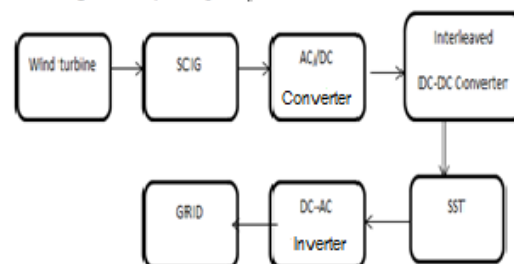 Wind turbine
SCIG
AC/DC
Converter
Interleaved
DC-DC Converter
GRID
DC-AC
Inverter
SST